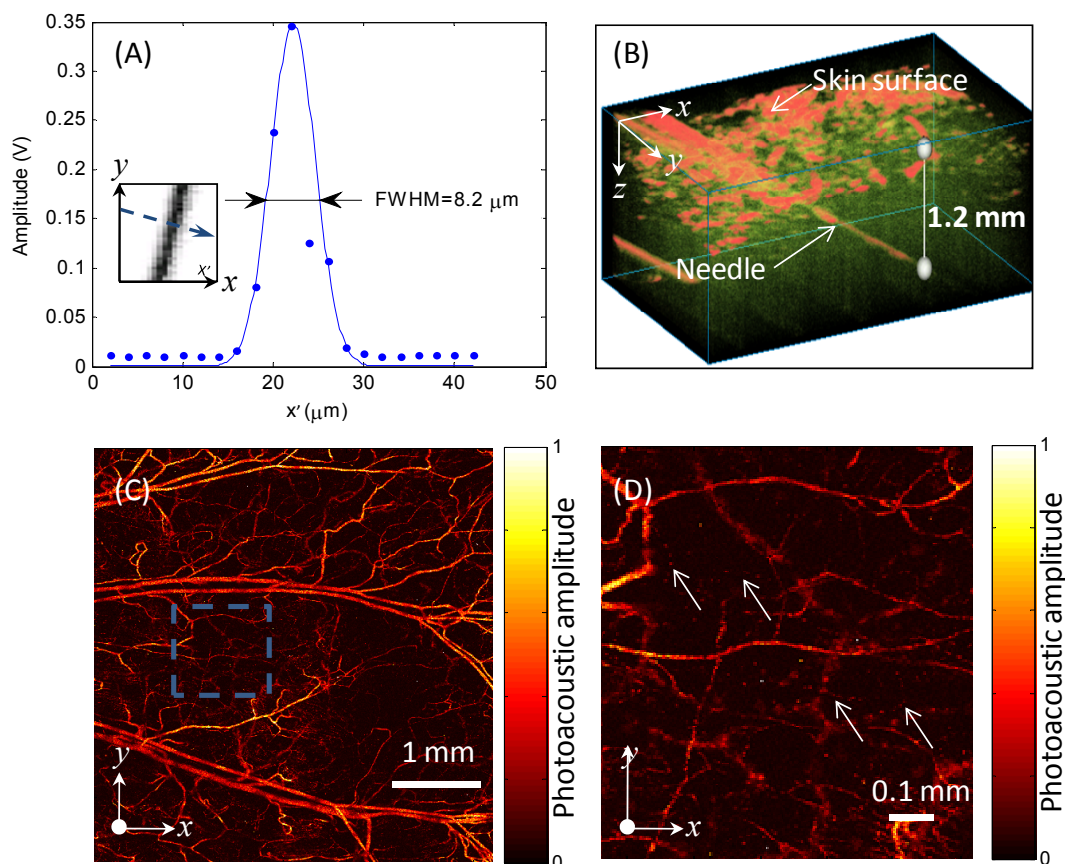 (A)
0.35
0.3
0.25
0.2
0.15
0.1
0.05
0
Amplitude (V)
FWHM=8.2 μm
y
x'
x
0
10
20
30
40
50
x' (μm)
(B)
Skin surface
x
y
z
1.2 mm
Needle
(C)
y
x
1 mm
1
Photoacoustic amplitude
0
(D)
y
x
0.1 mm
1
Photoacoustic amplitude
0